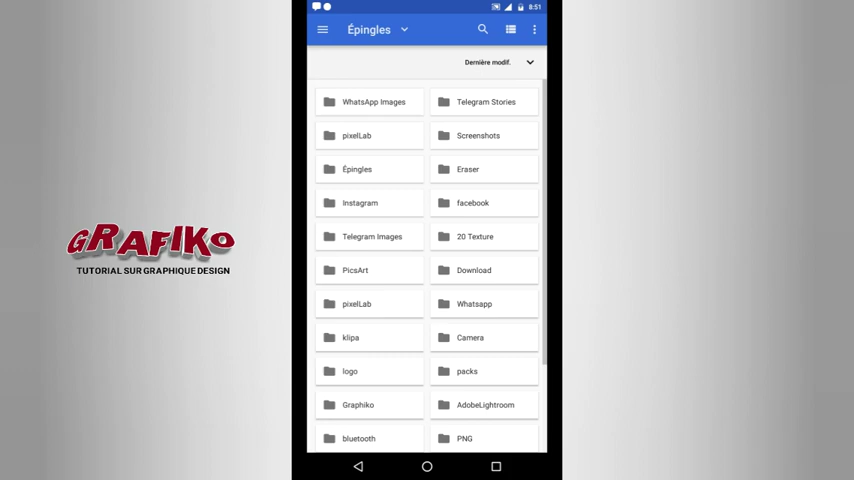 8:51
Épingles
Dernière modif.
WhatsApp Images
Telegram Stories
pixelLab
Screenshots
Épingles
Eraser
Instagram
facebook
Telegram Images
20 Texture
PicsArt
Download
pixelLab
Whatsapp
klipa
Camera
logo
packs
Graphiko
AdobeLightroom
bluetooth
PNG
GRAFIKO
TUTORIAL SUR GRAPHIQUE DESIGN